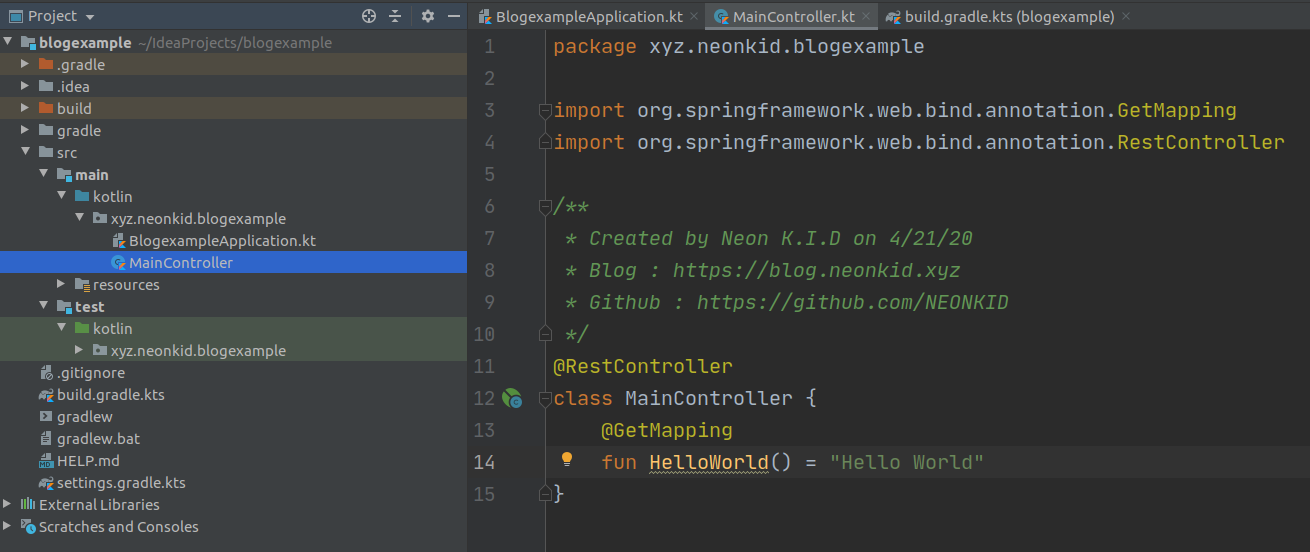 Project
blogexample ~/IdeaProjects/blogexample
.gradle
.idea
build
gradle
src
main
kotlin
xyz.neonkid.blogexample
BlogexampleApplication.kt
MainController
resources
test
kotlin
xyz.neonkid.blogexample
.gitignore
build.gradle.kts
gradlew
gradlew.bat
HELP.md
settings.gradle.kts
External Libraries
Scratches and Consoles
BlogexampleApplication.kt MainController.kt build.gradle.kts (blogexample)
1 package xyz.neonkid.blogexample
2
3 import org.springframework.web.bind.annotation.GetMapping
4 import org.springframework.web.bind.annotation.RestController
5
6 /**
7 * Created by Neon K.I.D on 4/21/20
8 * Blog : https://blog.neonkid.xyz
9 * Github : https://github.com/NEONKID
10 */
11 @RestController
12 class MainController {
13 @GetMapping
14 fun HelloWorld() = "Hello World"
15 }